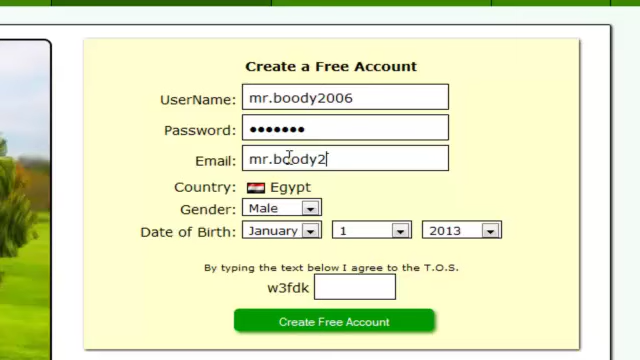 Create a Free Account
UserName: mr.boody2006
Password: •••••••
Email: mr.boody2
Country: Egypt
Gender: Male
Date of Birth: January 1 2013
By typing the text below I agree to the T.O.S.
w3fdk
Create Free Account